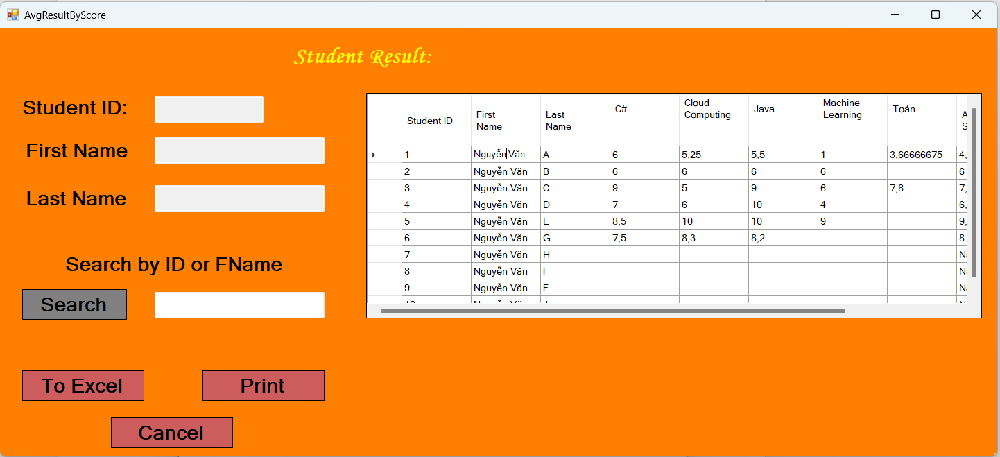 AvgResultByScore
Student Result:
Student ID:
First Name
Last Name
Search by ID or FName
Search
To Excel
Print
Cancel
Student ID First Name Last Name C# Cloud Computing Java Machine Learning Toán
1 Nguyễn Văn A 6 5,25 5,5 1 3,66666675 4,
2 Nguyễn Văn B 6 6 6 6 6
3 Nguyễn Văn C 9 5 9 6 7,8 7,
4 Nguyễn Văn D 7 6 10 4 6,
5 Nguyễn Văn E 8,5 10 10 9 9,
6 Nguyễn Văn G 7,5 8,3 8,2 8
7 Nguyễn Văn H
8 Nguyễn Văn I
9 Nguyễn Văn F